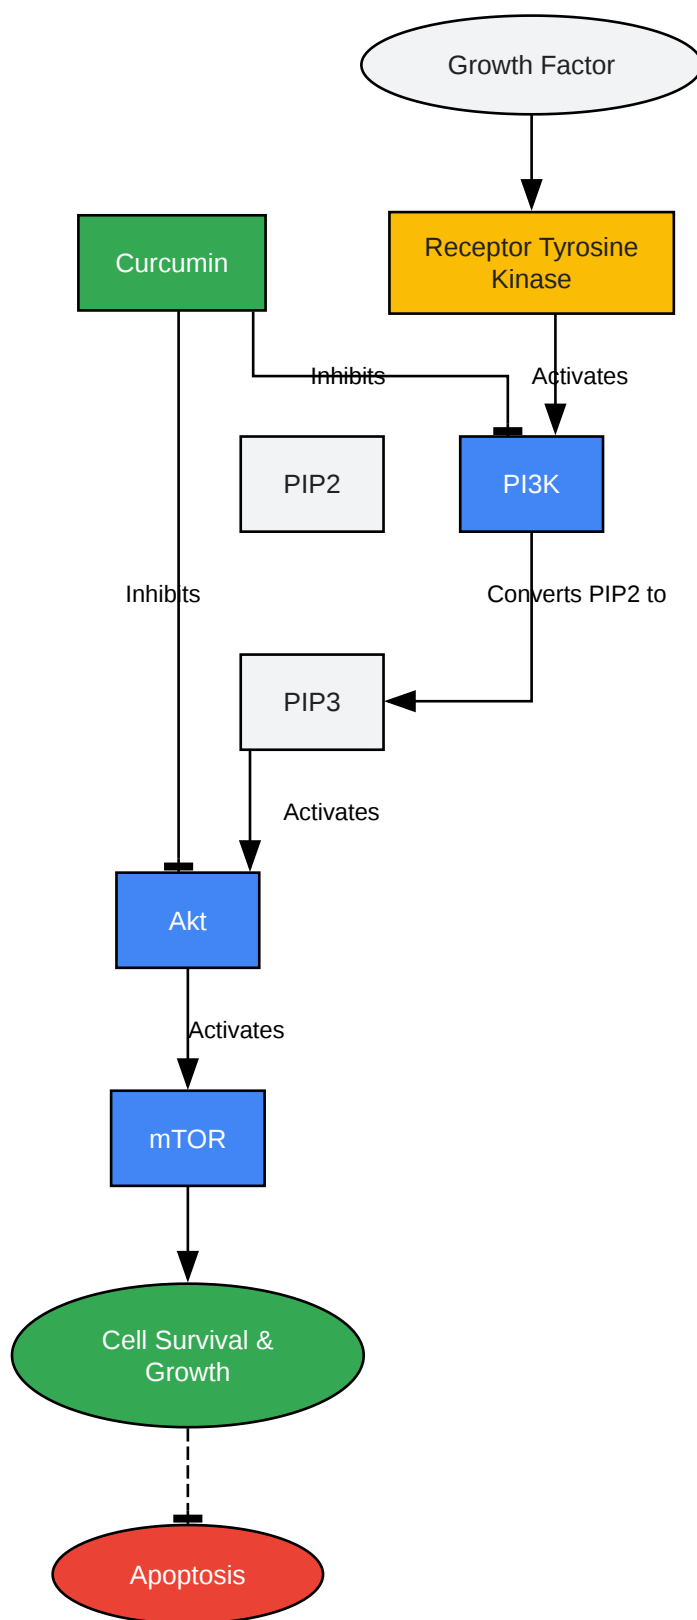 Growth Factor
Curcumin
Receptor Tyrosine
Kinase
Inhibits
Activates
PIP2
PI3K
Inhibits
Converts PIP2 to
PIP3
Activates
Akt
Activates
mTOR
Cell Survival &
Growth
Apoptosis